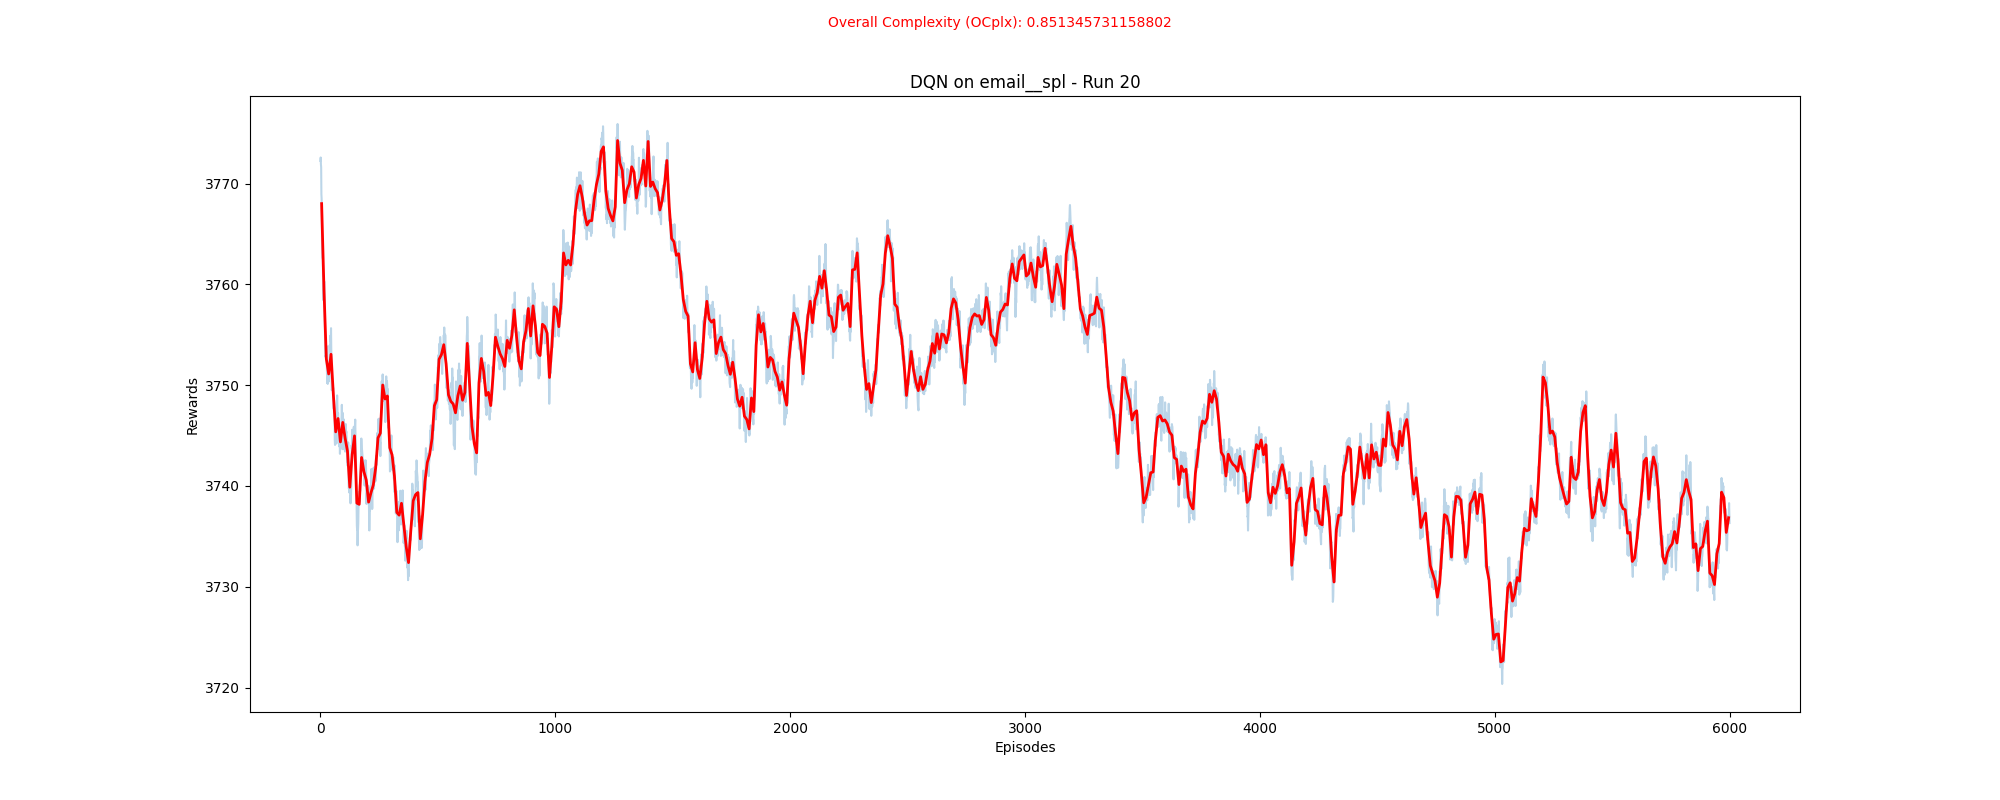 Overall Complexity (OCplx): 0.851345731158802
DQN on email__spl - Run 20
Rewards
3770
3760
3750
3740
3730
3720
0 1000 2000 3000 4000 5000 6000
Episodes